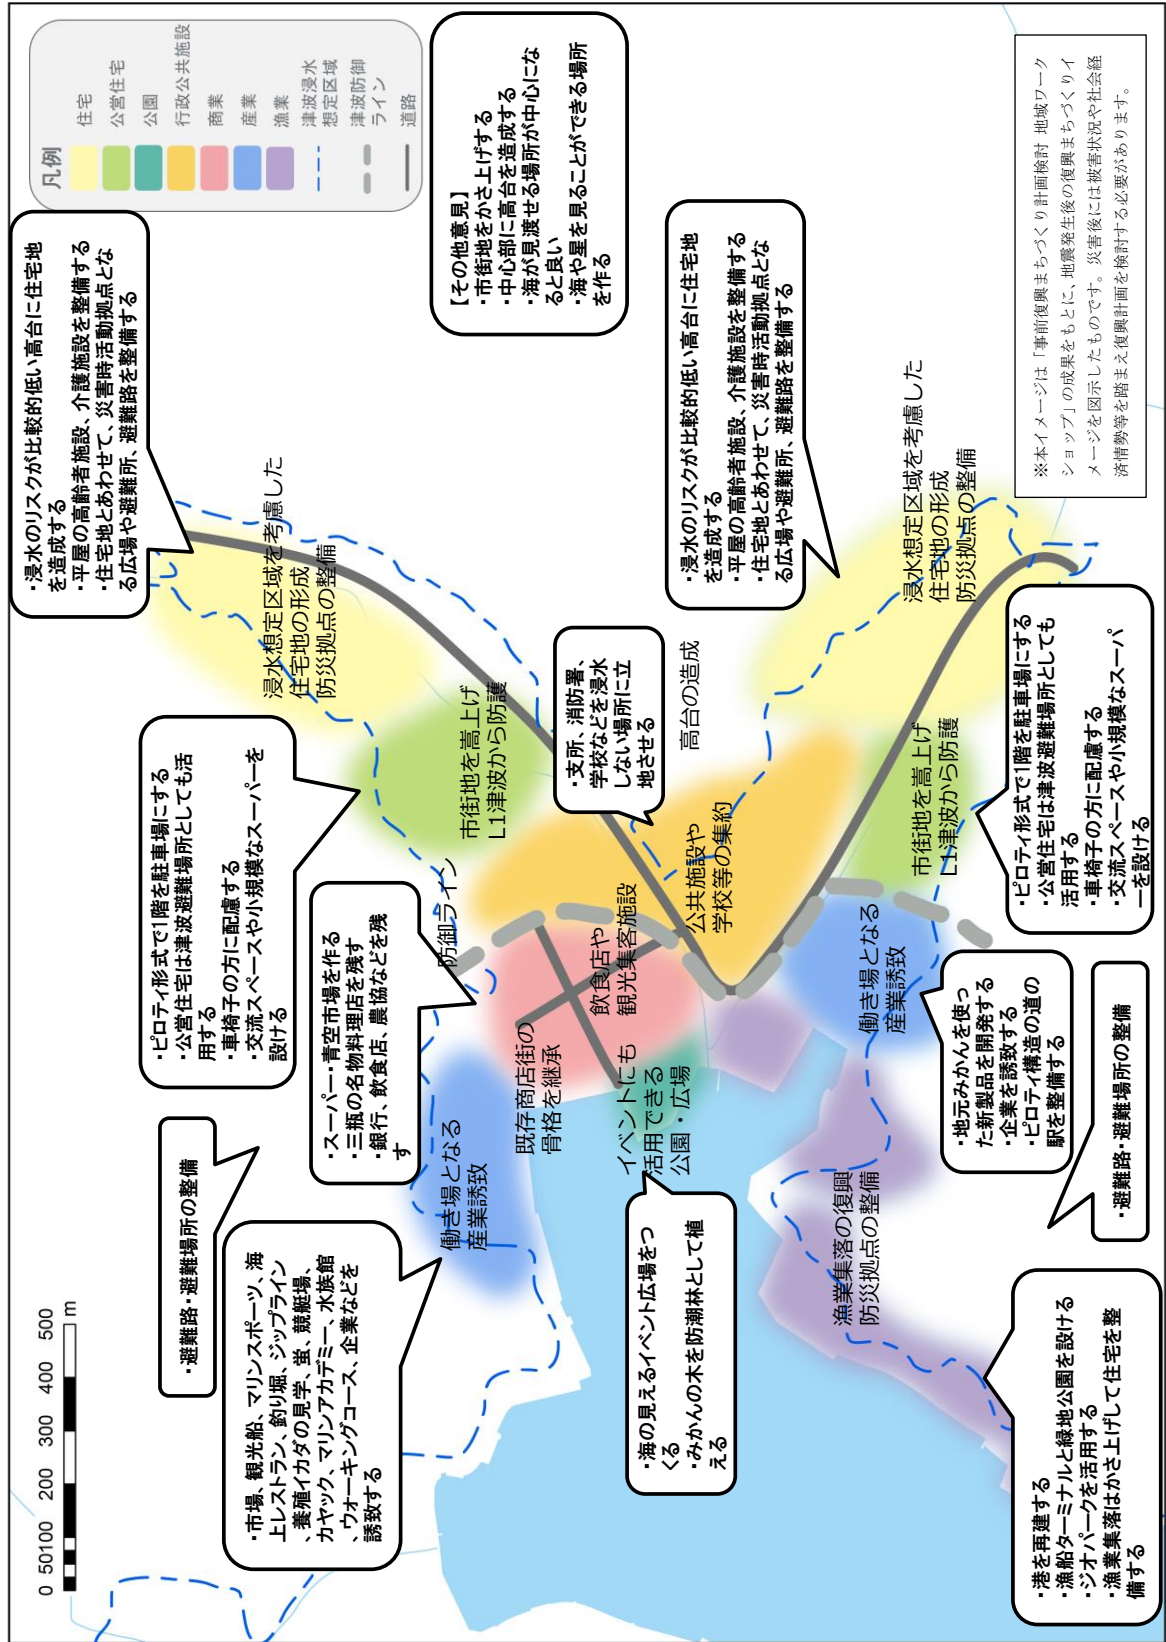 凡例
住宅
公営住宅
公園
行政公共施設
商業
産業
漁業
津波浸水
想定区域
津波防御
ライン
道路
・浸水のリスクが比較的低い高台に住宅地
を造成する
・平屋の高齢者施設、介護施設を整備する
・住宅地とあわせて、災害時活動拠点とな
る広場や避難所、避難路を整備する
【その他意見】
・市街地をかさ上げする
・中心部に高台を造成する
・海が見渡せる場所が中心にな
ると良い
・海や星を見ることができる場所
を作る
・浸水のリスクが比較的低い高台に住宅地
を造成する
・平屋の高齢者施設、介護施設を整備する
・住宅地とあわせて、災害時活動拠点とな
る広場や避難所、避難路を整備する
※本イメージは「事前復興まちづくり計画検討 地域ワーク
ショップ」の成果をもとに、地震発生後の復興まちづくりイ
メージを図示したものです。災害後には被害状況や社会経
済情勢等を踏まえ復興計画を検討する必要があります。
浸水想定区域を考慮した
住宅地の形成
防災拠点の整備
浸水想定区域を考慮した
住宅地の形成
防災拠点の整備
・ピロティ形式で1階を駐車場にする
・公営住宅は津波避難場所としても活
用する
・車椅子の方に配慮する
・交流スペースや小規模なスーパーを
設ける
市街地を嵩上げ
L1津波から防護
・支所、消防署、
学校などを浸水
しない場所に立
地させる
高台の造成
市街地を嵩上げ
L1津波から防護
・ピロティ形式で1階を駐車場にする
・公営住宅は津波避難場所としても
活用する
・車椅子の方に配慮する
・交流スペースや小規模なスーパ
ーを設ける
・スーパー・青空市場を作る
・三瓶の名物料理店を残す
・銀行、飲食店、農協などを残
す
防御ライン
飲食店や
観光集客施設
公共施設や
学校等の集約
働き場となる
産業誘致
・地元みかんを使っ
た新製品を開発する
・企業を誘致する
・ピロティ構造の道の
駅を整備する
・避難路・避難場所の整備
・避難路・避難場所の整備
既存商店街の
骨格を継承
イベントにも
活用できる
公園・広場
働き場となる
産業誘致
・市場、観光船、マリンスポーツ、海
上レストラン、釣り堀、ジップライン
、養殖イカダの見学、蛍、競艇場、
カヤック、マリンアカデミー、水族館
、ウォーキングコース、企業などを
誘致する
・海の見えるイベント広場をつ
くる
・みかんの木を防潮林として植
える
漁業集落の復興
防災拠点の整備
・港を再建する
・漁船ターミナルと緑地公園を設ける
・ジオパークを活用する
・漁業集落はかさ上げして住宅を整
備する
0 50100 200 300 400 500
m